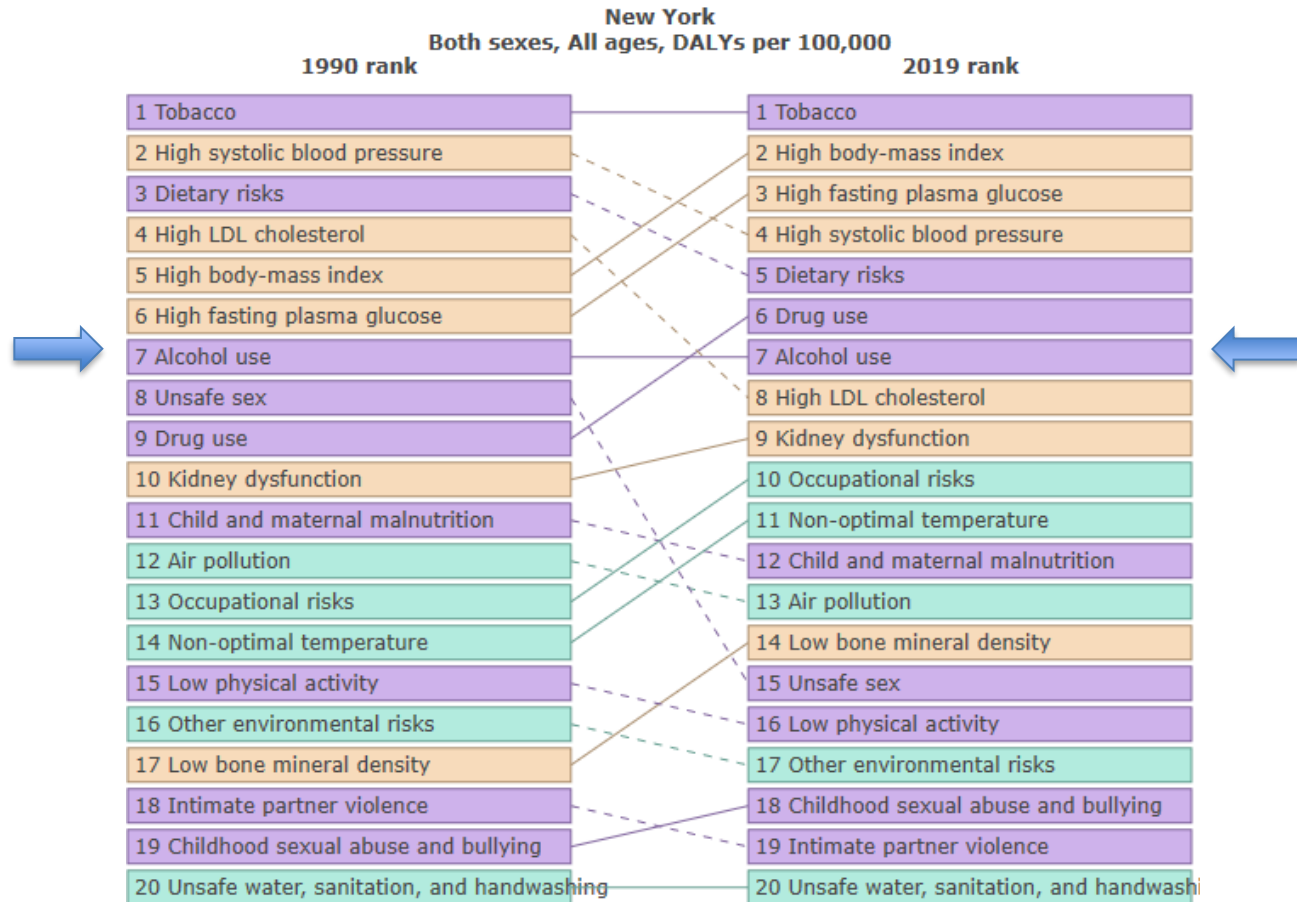 New York
Both sexes, All ages, DALYs per 100,000
1990 rank
2019 rank
1 Tobacco
1 Tobacco
2 High systolic blood pressure
2 High body-mass index
3 Dietary risks
3 High fasting plasma glucose
4 High LDL cholesterol
4 High systolic blood pressure
5 High body-mass index
5 Dietary risks
6 High fasting plasma glucose
6 Drug use
7 Alcohol use
7 Alcohol use
8 Unsafe sex
8 High LDL cholesterol
9 Drug use
9 Kidney dysfunction
10 Kidney dysfunction
10 Occupational risks
11 Child and maternal malnutrition
11 Non-optimal temperature
12 Air pollution
12 Child and maternal malnutrition
13 Occupational risks
13 Air pollution
14 Non-optimal temperature
14 Low bone mineral density
15 Low physical activity
15 Unsafe sex
16 Other environmental risks
16 Low physical activity
17 Low bone mineral density
17 Other environmental risks
18 Intimate partner violence
18 Childhood sexual abuse and bullying
19 Childhood sexual abuse and bullying
19 Intimate partner violence
20 Unsafe water, sanitation, and handwashing
20 Unsafe water, sanitation, and handwashi